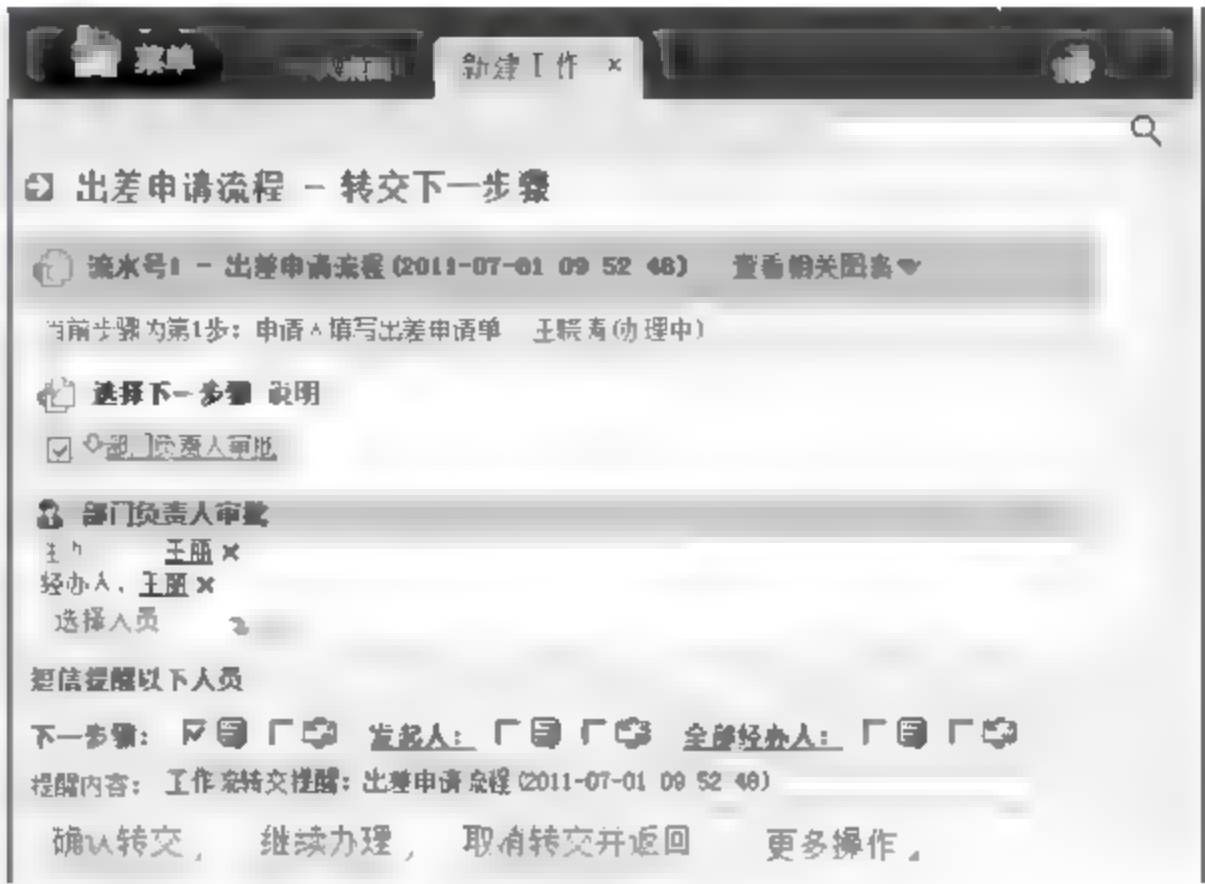 菜单 桌面 新建工作 ×
出差申请流程 - 转交下一步骤
流水号1 - 出差申请流程(2011-07-01 09 52 48) 查看相关图表
当前步骤为第1步: 申请人填写出差申请单 王晓青(办理中)
选择下一步骤 说明
部门负责人审批
部门负责人审批
主办 王丽 ×
经办人, 王丽 ×
选择人员
短信提醒以下人员
下一步骤: 发起人: 全部经办人:
提醒内容: 工作流转交提醒: 出差申请流程(2011-07-01 09 52 48)
确认转交, 继续办理, 取消转交并返回 更多操作